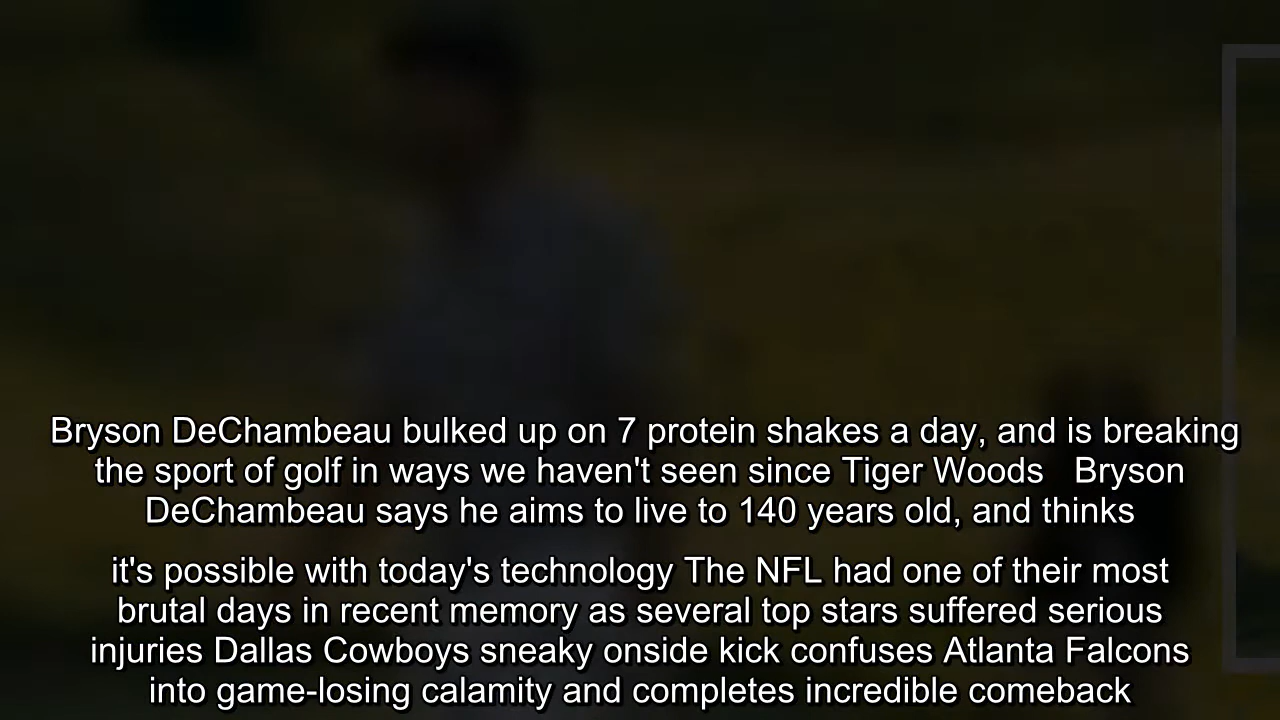 Bryson DeChambeau bulked up on 7 protein shakes a day, and is breaking
the sport of golf in ways we haven't seen since Tiger Woods   Bryson
DeChambeau says he aims to live to 140 years old, and thinks
it's possible with today's technology The NFL had one of their most
brutal days in recent memory as several top stars suffered serious
injuries Dallas Cowboys sneaky onside kick confuses Atlanta Falcons
into game-losing calamity and completes incredible comeback